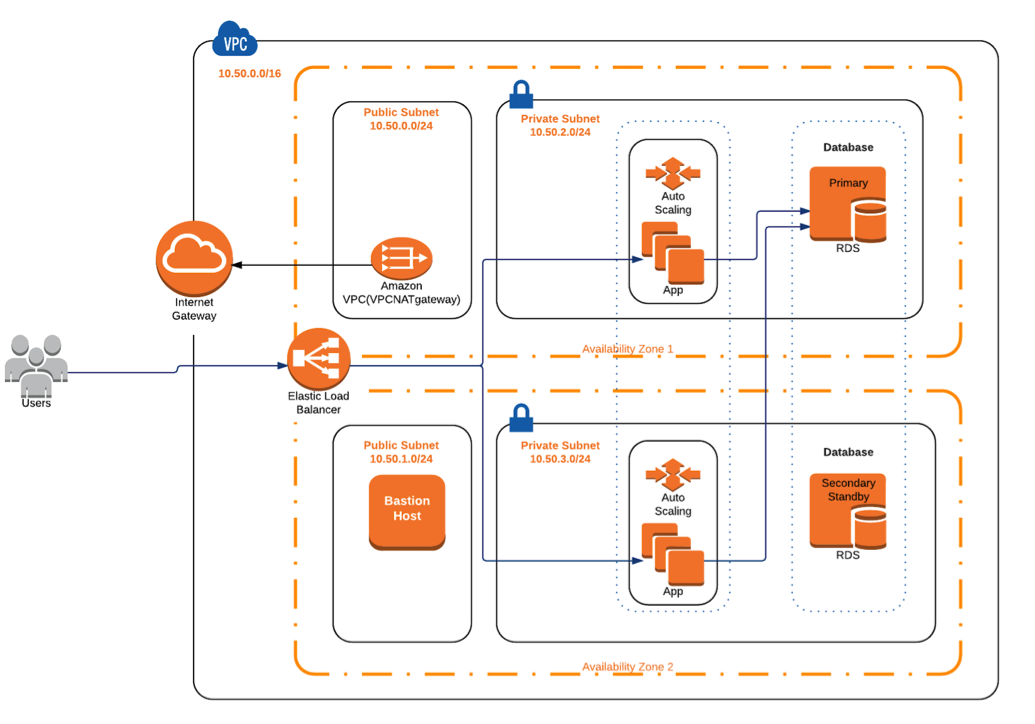 VPC
10.50.0.0/16
Public Subnet
10.50.0.0/24
Private Subnet
10.50.2.0/24
Database
Primary
RDS
Auto
Scaling
App
Amazon
VPC(VPCNATgateway)
Internet
Gateway
Availability Zone 1
Users
Elastic Load
Balancer
Public Subnet
10.50.1.0/24
Bastion
Host
Private Subnet
10.50.3.0/24
Auto
Scaling
App
Database
Secondary
Standby
RDS
Availability Zone 2